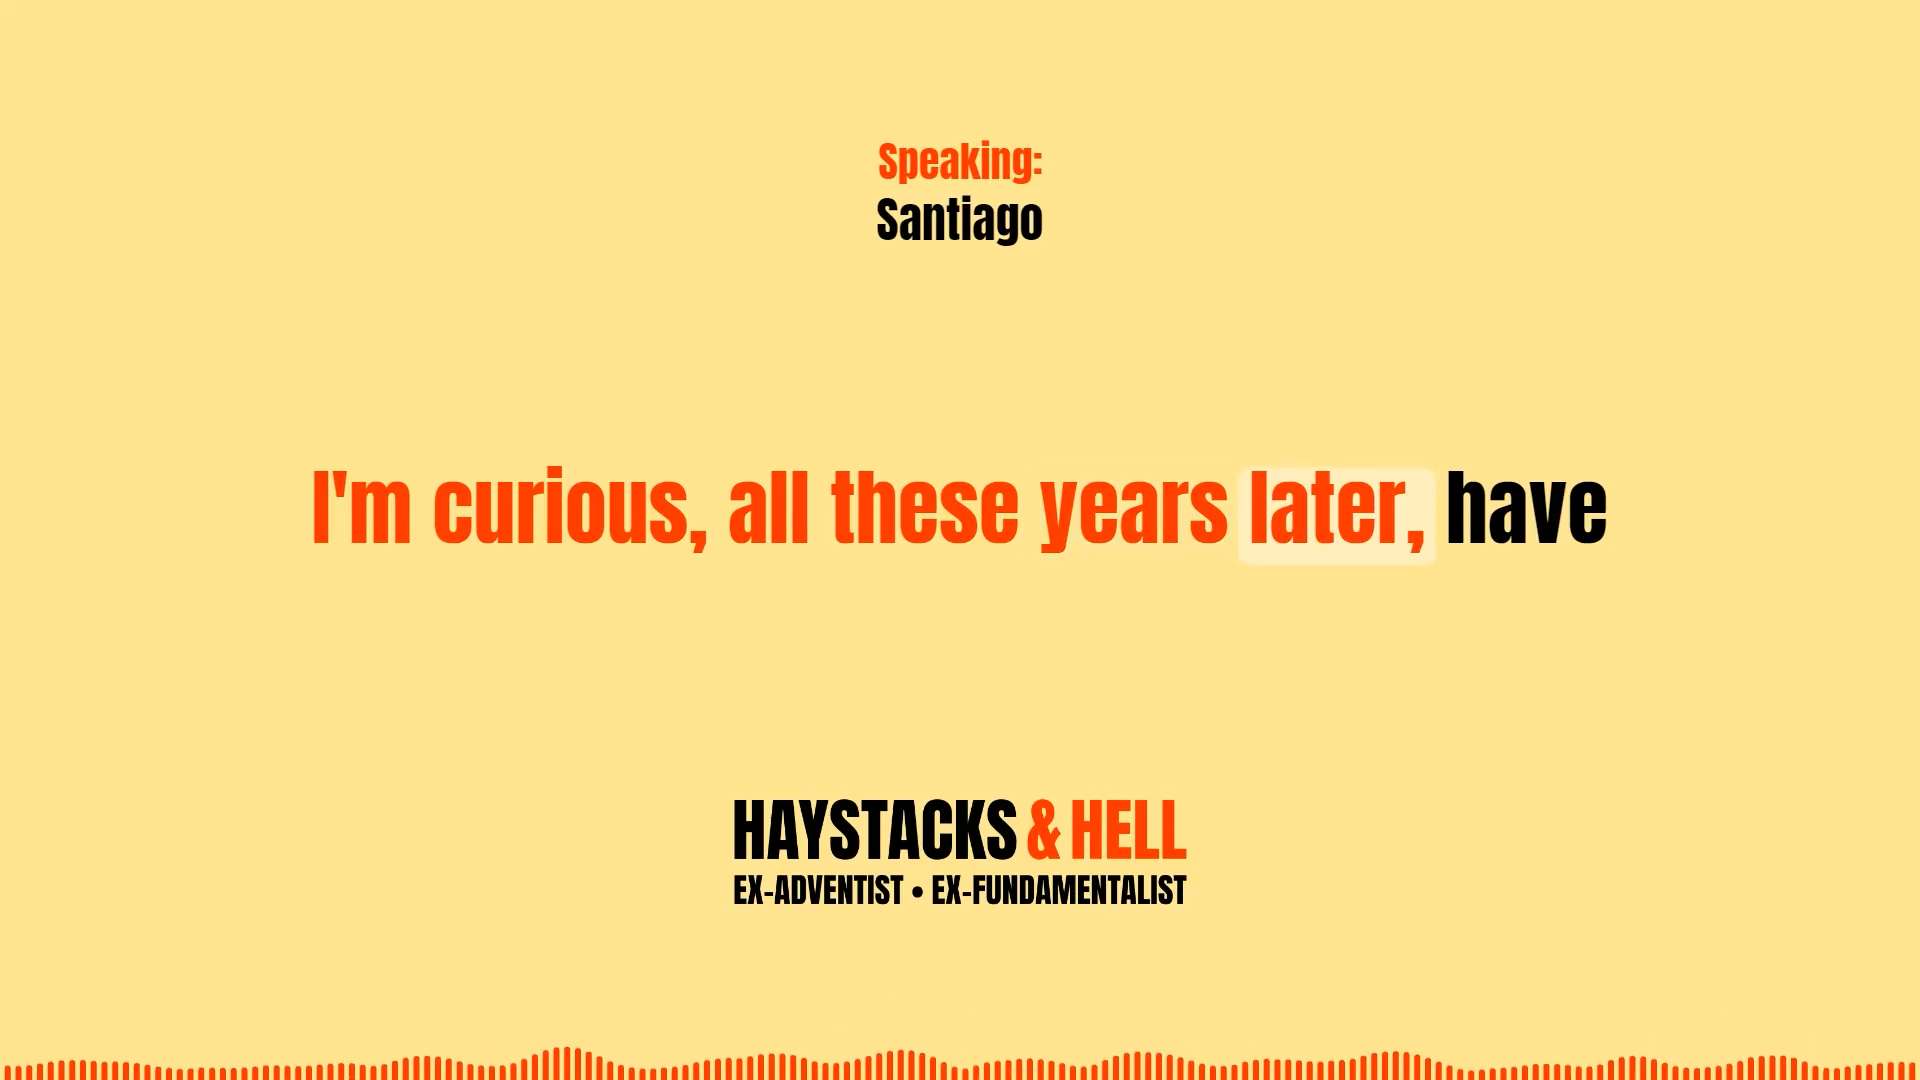 Speaking:
Santiago
I'm curious, all these years later, have
HAYSTACKS & HELL
EX-ADVENTIST • EX-FUNDAMENTALIST